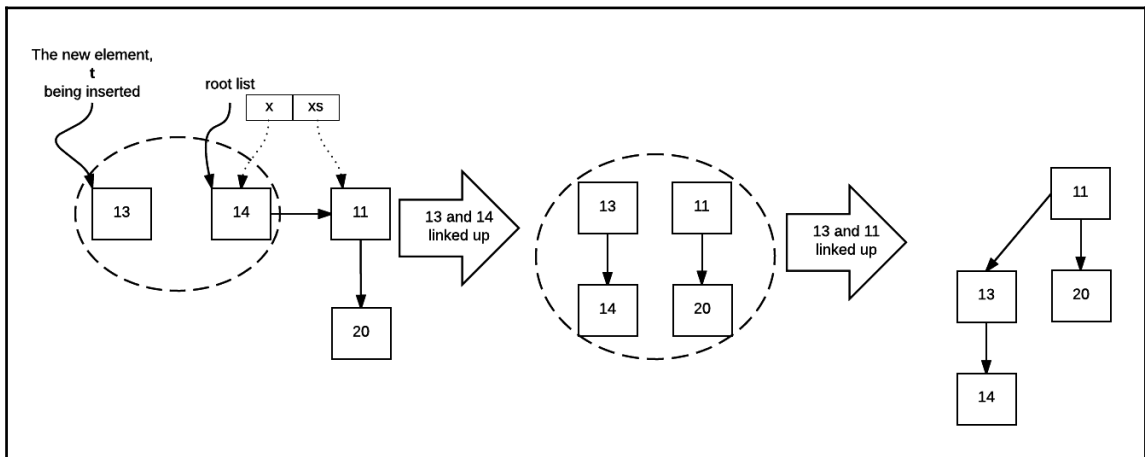 The new element,
t
being inserted
root list
x xs
13
14
11
20
13 and 14
linked up
13 11
14 20
13 and 11
linked up
11
13 20
14